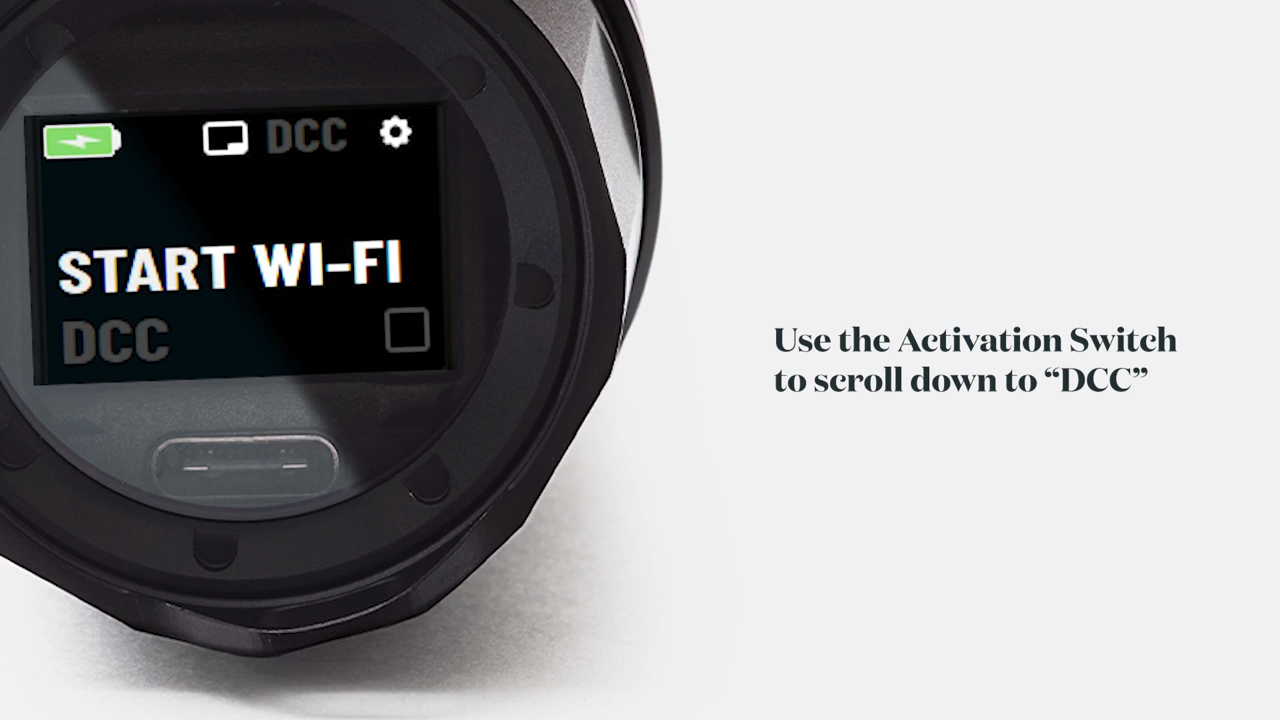 DCC
START WI-FI
DCC
Use the Activation Switch
to scroll down to “DCC”